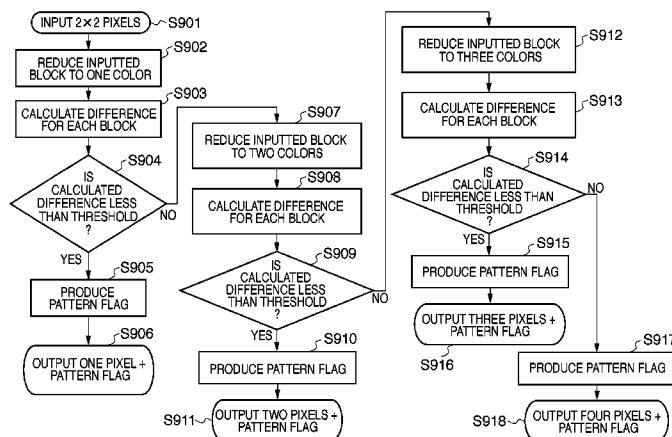 INPUT 2×2 PIXELS
S901
S902
REDUCE INPUTTED
BLOCK TO ONE COLOR
S903
CALCULATE DIFFERENCE
FOR EACH BLOCK
S904
IS
CALCULATED
DIFFERENCE LESS
THAN THRESHOLD
?
NO
YES
S905
PRODUCE
PATTERN FLAG
S906
OUTPUT ONE PIXEL +
PATTERN FLAG
S907
REDUCE INPUTTED BLOCK
TO TWO COLORS
S908
CALCULATE DIFFERENCE
FOR EACH BLOCK
S909
IS
CALCULATED
DIFFERENCE LESS
THAN THRESHOLD
?
NO
YES
S910
PRODUCE PATTERN FLAG
S911
OUTPUT TWO PIXELS +
PATTERN FLAG
S912
REDUCE INPUTTED BLOCK
TO THREE COLORS
S913
CALCULATE DIFFERENCE
FOR EACH BLOCK
S914
IS
CALCULATED
DIFFERENCE LESS THAN
THRESHOLD
?
NO
YES
S915
PRODUCE PATTERN FLAG
OUTPUT THREE PIXELS +
PATTERN FLAG
S916
S917
PRODUCE PATTERN FLAG
S918
OUTPUT FOUR PIXELS +
PATTERN FLAG